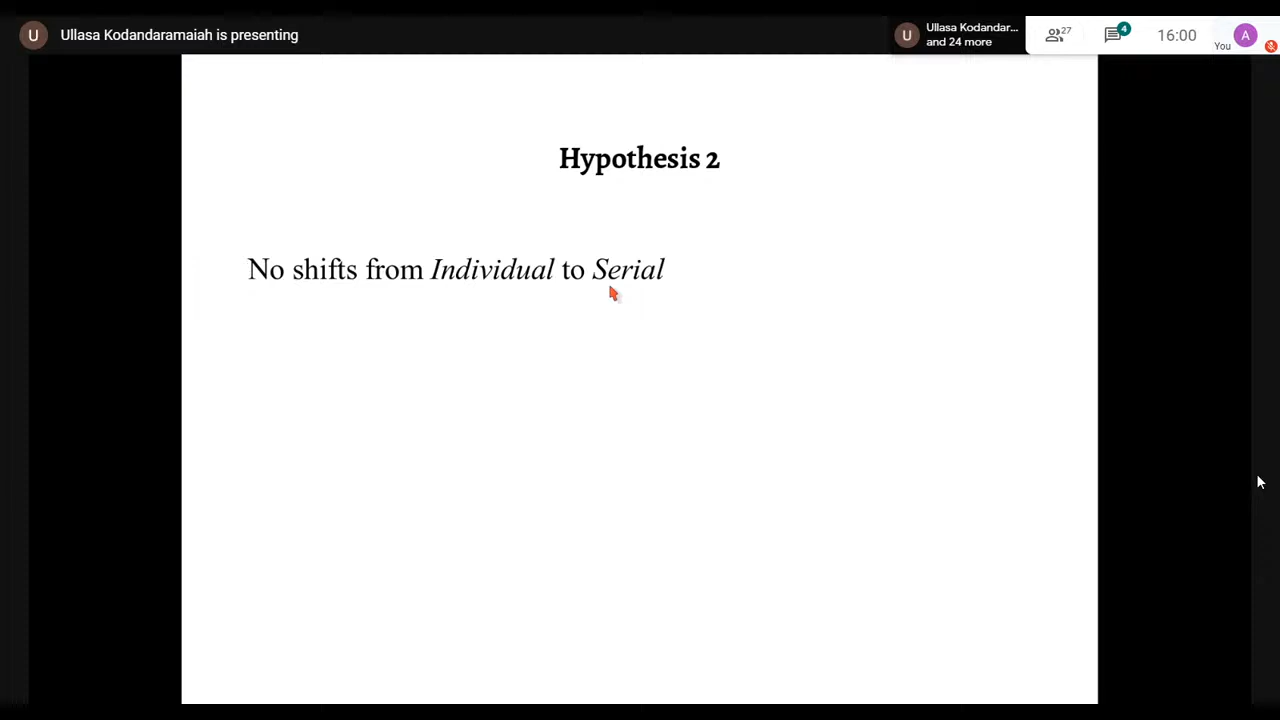 U
Ullasa Kodandaramaiah is presenting
U
Ullasa Kodandar...
and 24 more
27
4
16:00
You
A
Hypothesis 2
No shifts from Individual to Serial